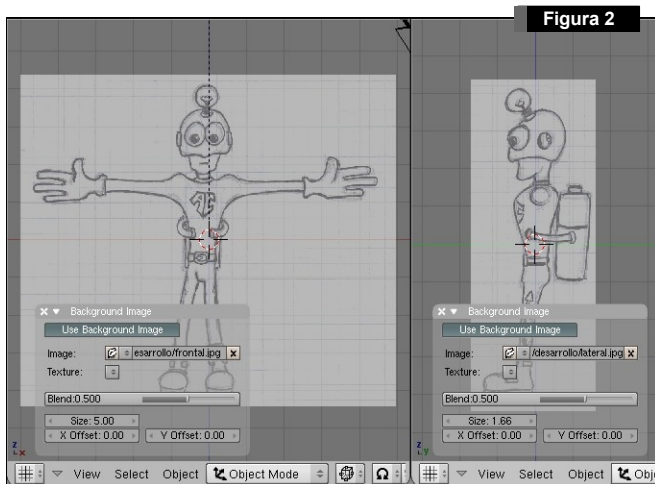 Figura 2
Background Image
Use Background Image
Image: esarrollo/frontal.jpg
Texture:
Blend:0.500
Size: 5.00
X Offset: 0.00 Y Offset: 0.00
z
x
View Select Object Object Mode
Background Image
Use Background Image
Image: /desarrollo/lateral.jpg
Texture:
Blend:0.500
Size: 1.66
X Offset: 0.00 Y Offset: 0.00
z
y
View Select Object Obj